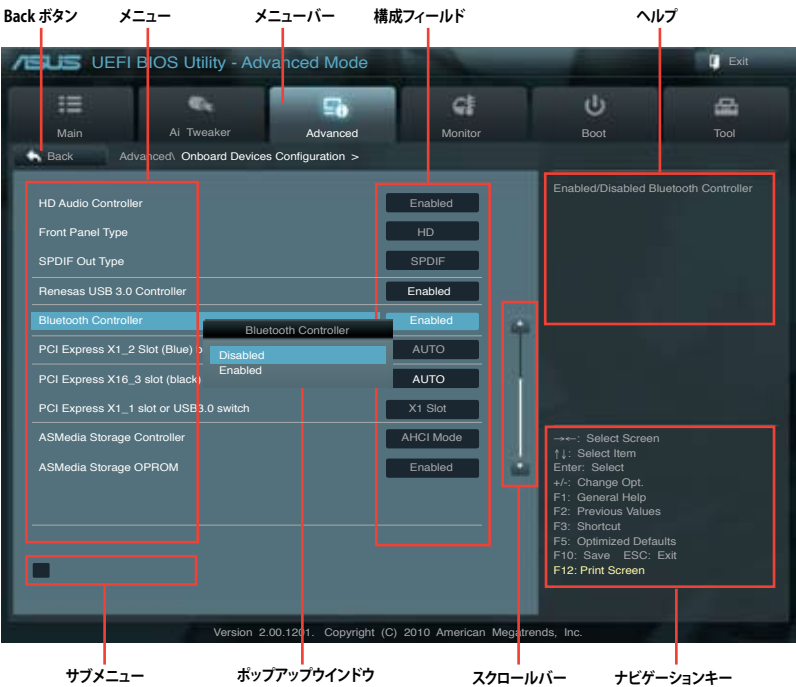 Back ボタン
メニュー
メニューバー
構成フィールド
ヘルプ
ASUS UEFI BIOS Utility - Advanced Mode
Exit
Main
Ai Tweaker
Advanced
Monitor
Boot
Tool
Back
Advanced\ Onboard Devices Configuration >
Enabled/Disabled Bluetooth Controller
HD Audio Controller Enabled
Front Panel Type HD
SPDIF Out Type SPDIF
Renesas USB 3.0 Controller Enabled
Bluetooth Controller Enabled
Bluetooth Controller
Disabled
Enabled
PCI Express X1_2 Slot (Blue) AUTO
PCI Express X16_3 slot (black) AUTO
PCI Express X1_1 slot or USB3.0 switch X1 Slot
ASMedia Storage Controller AHCI Mode
ASMedia Storage OPROM Enabled
→←: Select Screen
↑↓: Select Item
Enter: Select
+/-: Change Opt.
F1: General Help
F2: Previous Values
F3: Shortcut
F5: Optimized Defaults
F10: Save ESC: Exit
F12: Print Screen
Version 2.00.1201. Copyright (C) 2010 American Megatrends, Inc.
サブメニュー
ポップアップウインドウ
スクロールバー
ナビゲーションキー